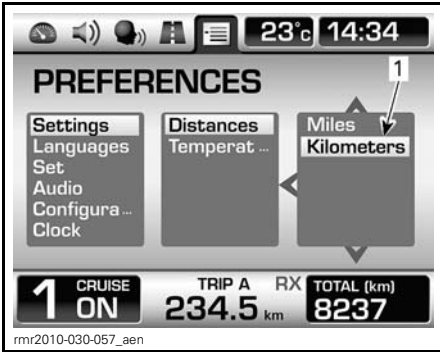 23°c 14:34
PREFERENCES
1
Settings
Languages
Set
Audio
Configura...
Clock
Distances
Temperat ...
Miles
Kilometers
1 CRUISE ON
TRIP A
234.5 km
RX
TOTAL (km)
8237
rmr2010-030-057_aen